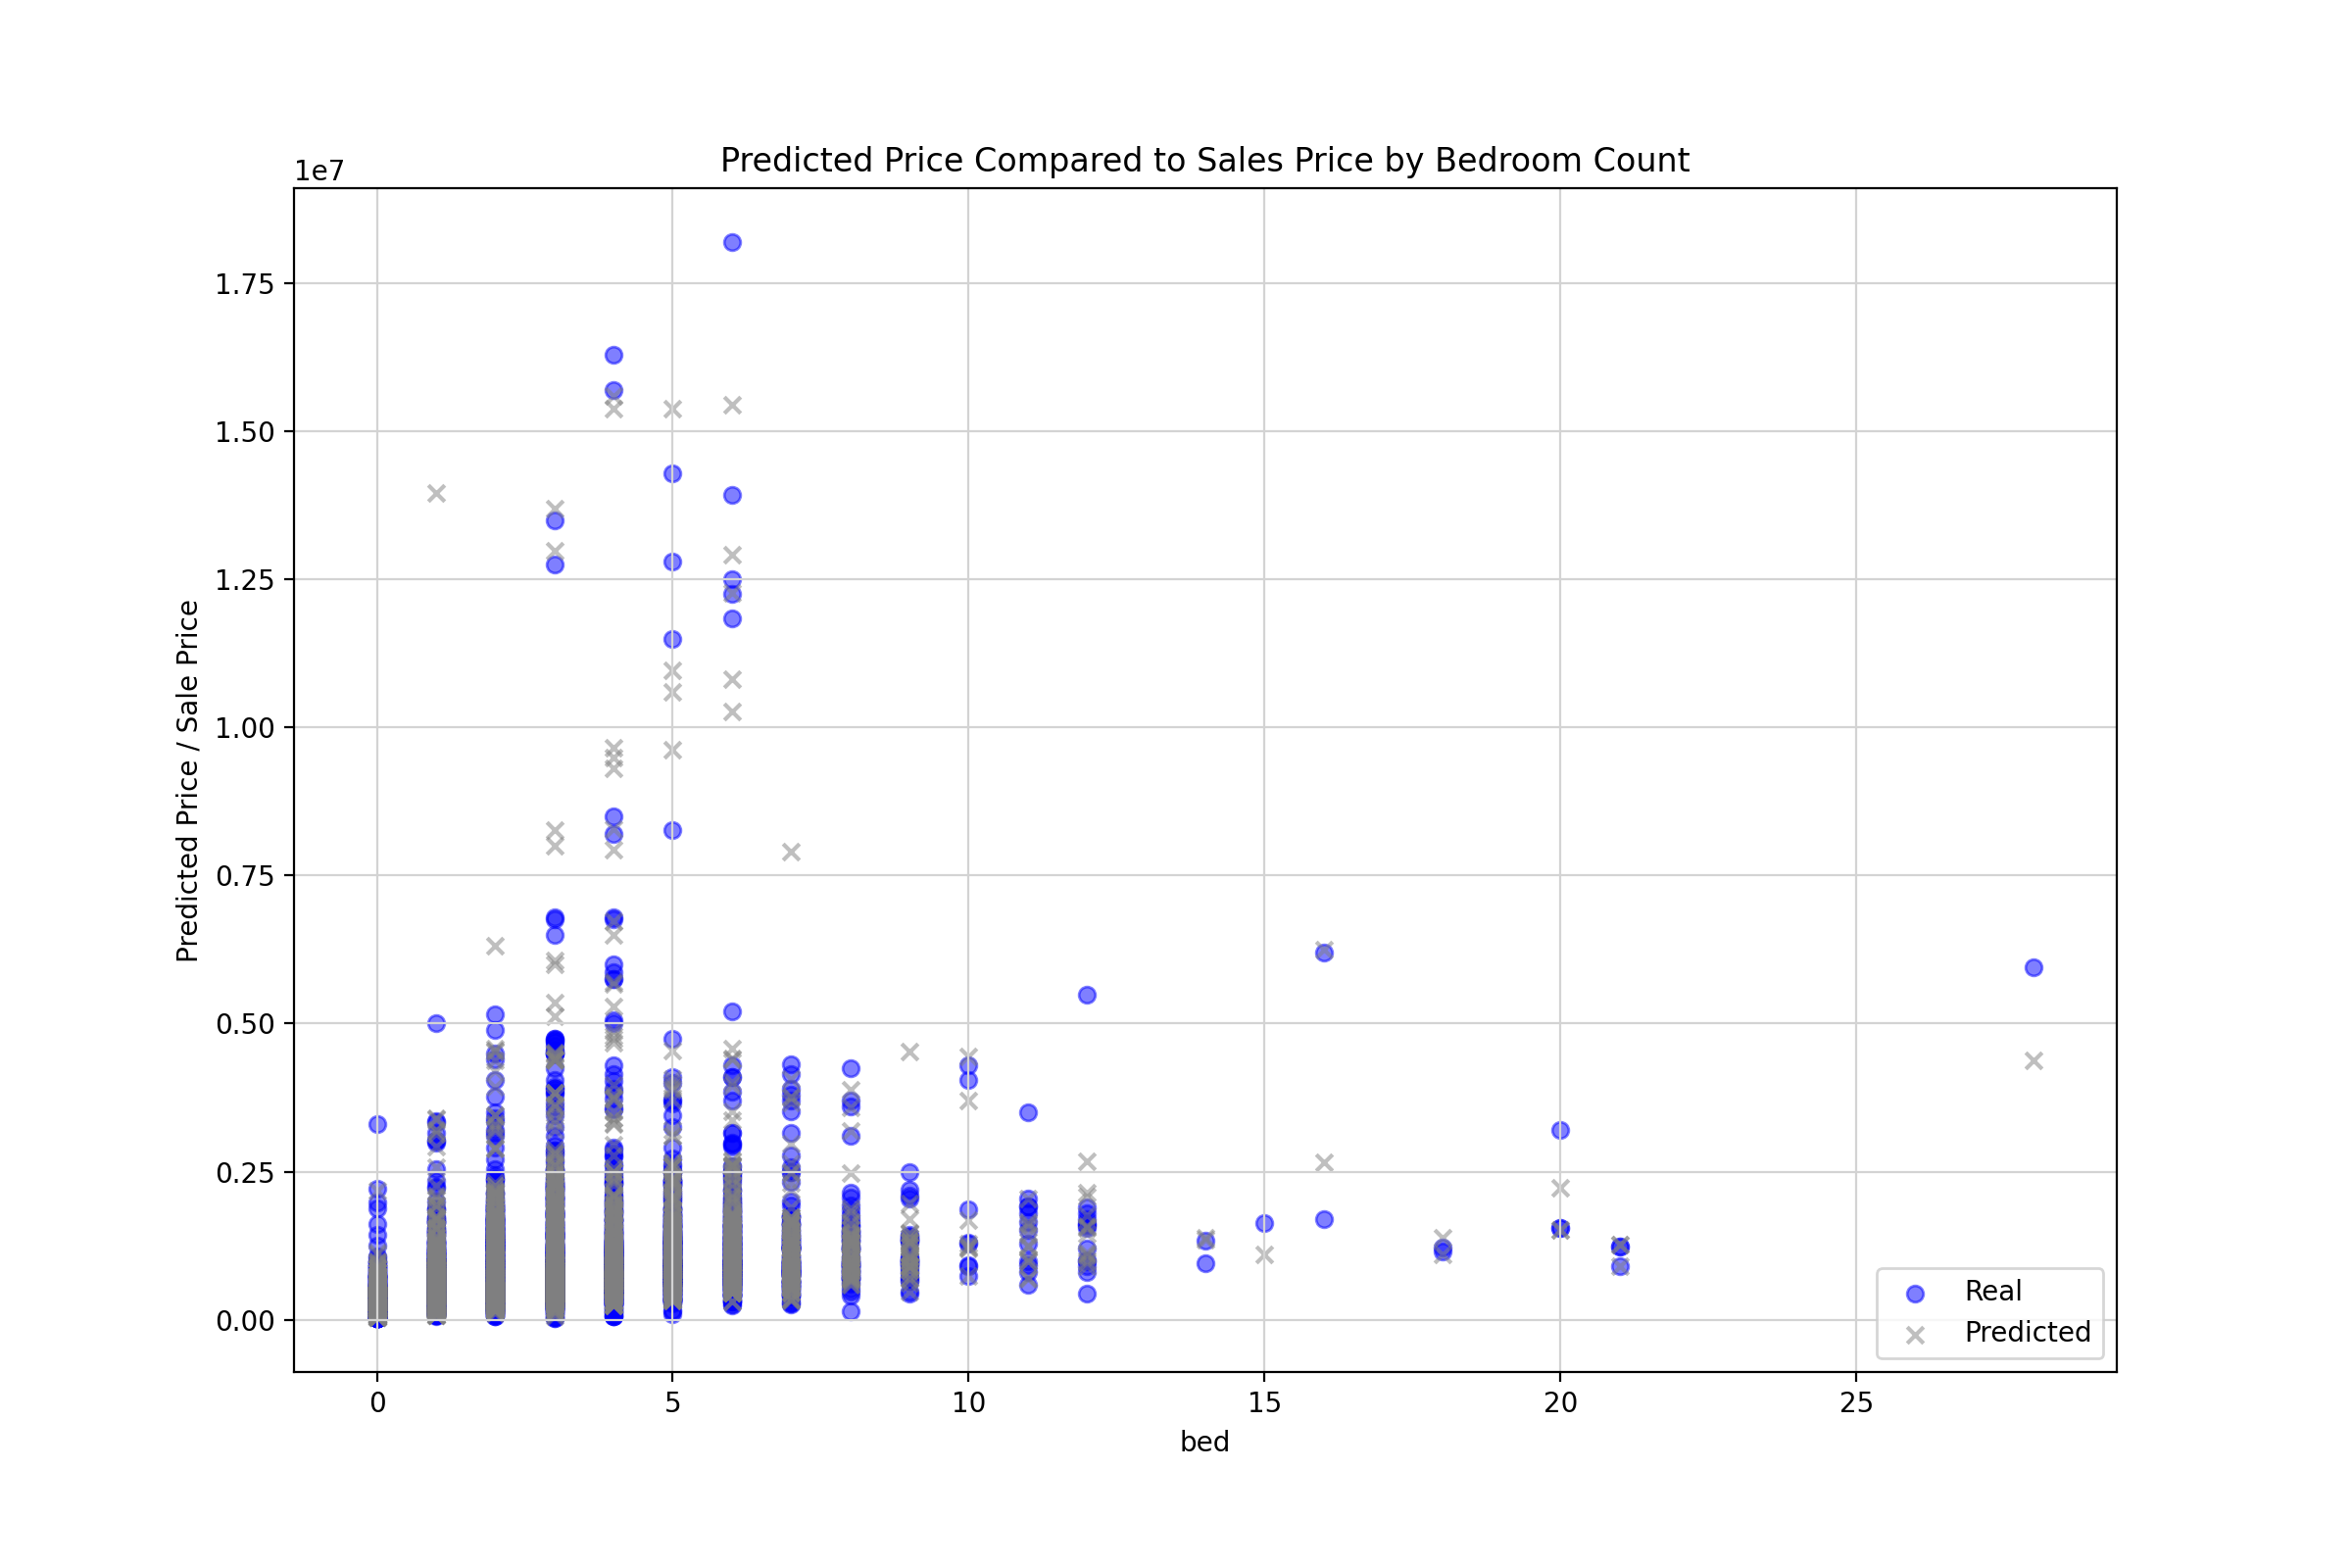 Predicted Price Compared to Sales Price by Bedroom Count
1e7
1.75
1.50
1.25
1.00
0.75
0.50
0.25
0.00
Predicted Price / Sale Price
0 5 10 15 20 25
bed
Real
Predicted